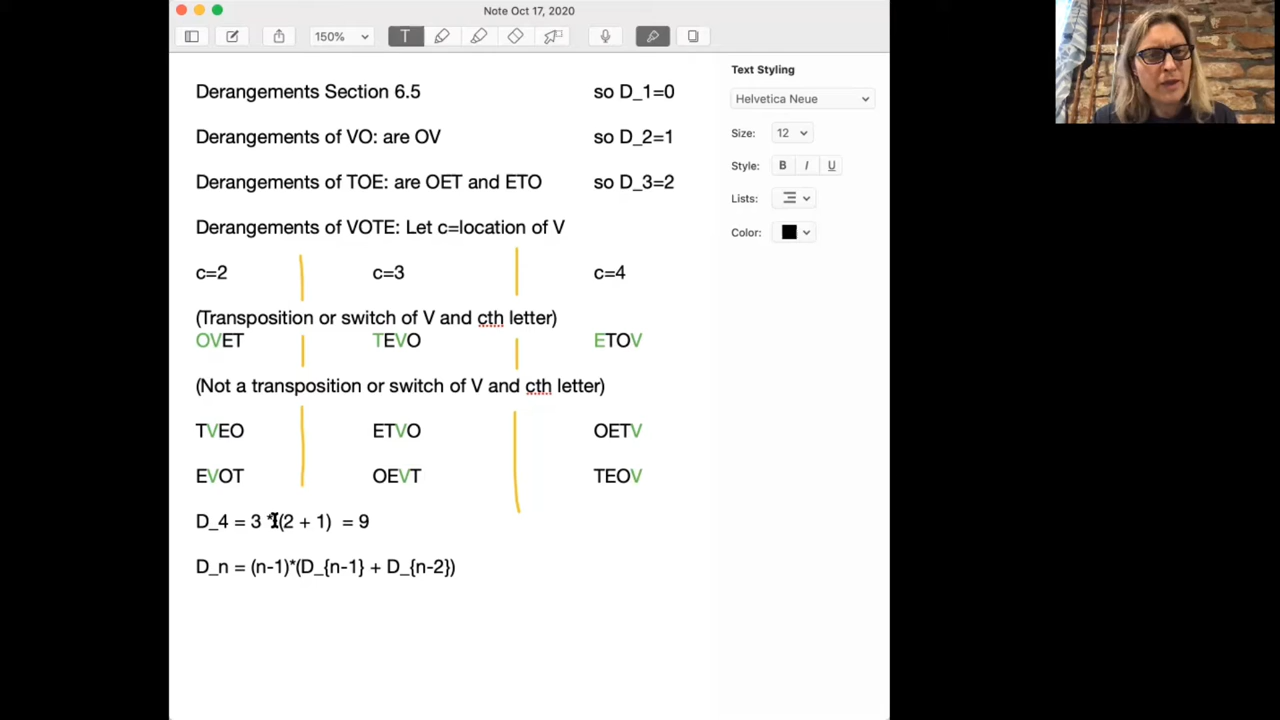 Note Oct 17, 2020
150%
T
Derangements Section 6.5 so D_1=0
Derangements of VO: are OV so D_2=1
Derangements of TOE: are OET and ETO so D_3=2
Derangements of VOTE: Let c=location of V
c=2 c=3 c=4
(Transposition or switch of V and cth letter)
OVET TEVO ETOV
(Not a transposition or switch of V and cth letter)
TVEO ETVO OETV
EVOT OEVT TEOV
D_4 = 3 *(2 + 1) = 9
D_n = (n-1)*(D_{n-1} + D_{n-2})
Text Styling
Helvetica Neue
Size: 12
Style: B I U
Lists:
Color: